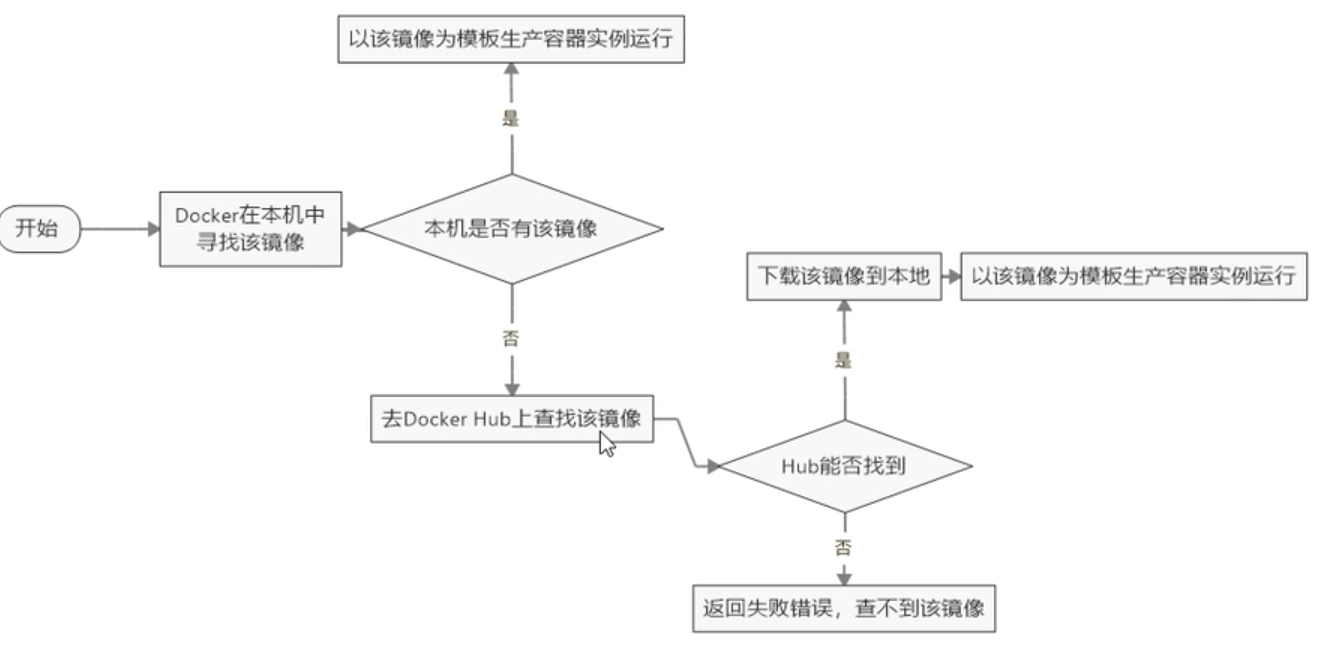 以该镜像为模板生产容器实例运行
是
开始
Docker在本机中
寻找该镜像
本机是否有该镜像
否
去Docker Hub上查找该镜像
Hub能否找到
是
下载该镜像到本地
以该镜像为模板生产容器实例运行
否
返回失败错误，查不到该镜像